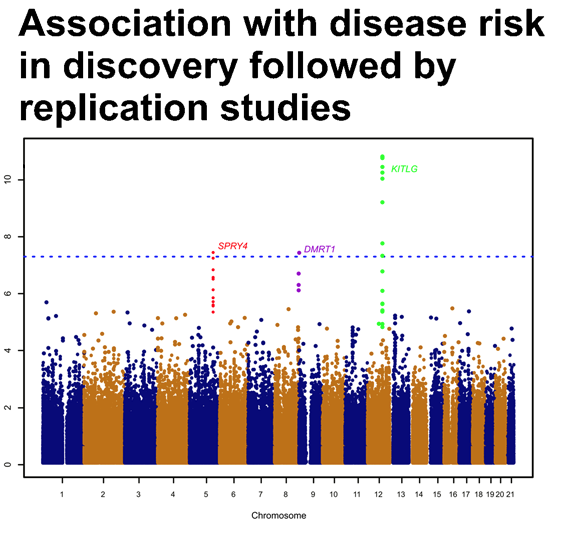 Association with disease risk
in discovery followed by
replication studies
KITLG
SPRY4
DMRT1
10
8
6
4
2
0
1 2 3 4 5 6 7 8 9 10 11 12 13 14 15 16 17 18 19 20 21
Chromosome